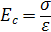 E_c = σ/ε